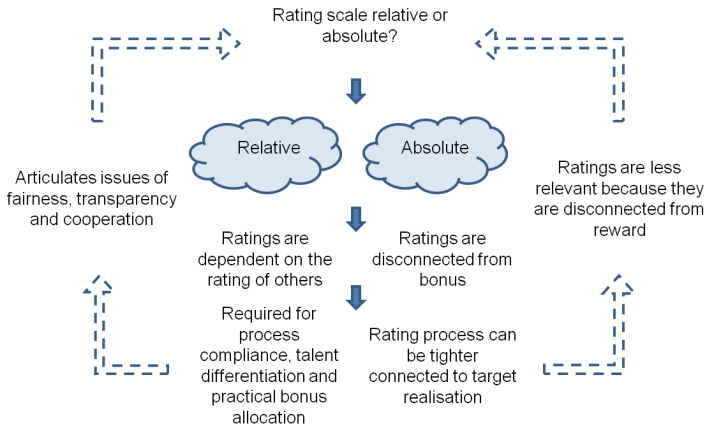 Rating scale relative or
absolute?
Relative
Absolute
Articulates issues of
fairness, transparency
and cooperation
Ratings are less
relevant because they
are disconnected from
reward
Ratings are
dependent on the
rating of others
Ratings are
disconnected from
bonus
Required for
process
compliance, talent
differentiation and
practical bonus
allocation
Rating process can
be tighter
connected to target
realisation